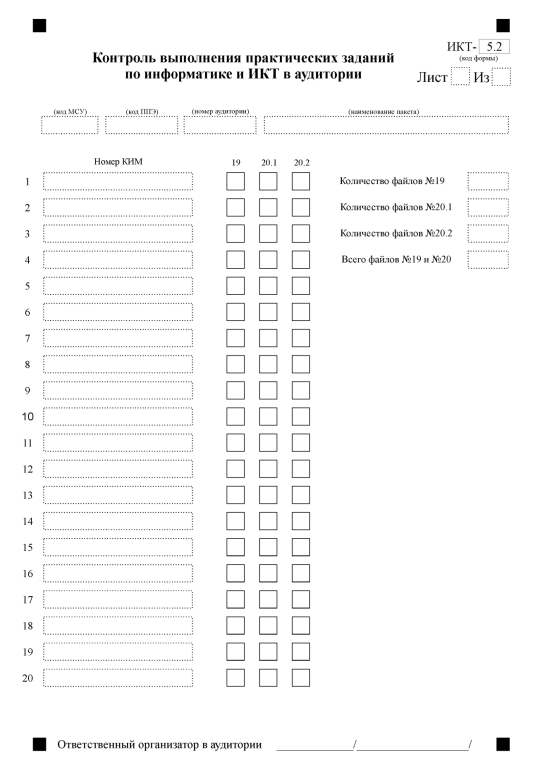 ИКТ- 5.2
(код формы)
Контроль выполнения практических заданий
по информатике и ИКТ в аудитории
Лист Из
(код МСУ) (код ППЭ) (номер аудитории) (наименование пакета)
Номер КИМ 19 20.1 20.2
1 Количество файлов №19
2 Количество файлов №20.1
3 Количество файлов №20.2
4 Всего файлов №19 и №20
5
6
7
8
9
10
11
12
13
14
15
16
17
18
19
20
Ответственный организатор в аудитории ____________/____________________/